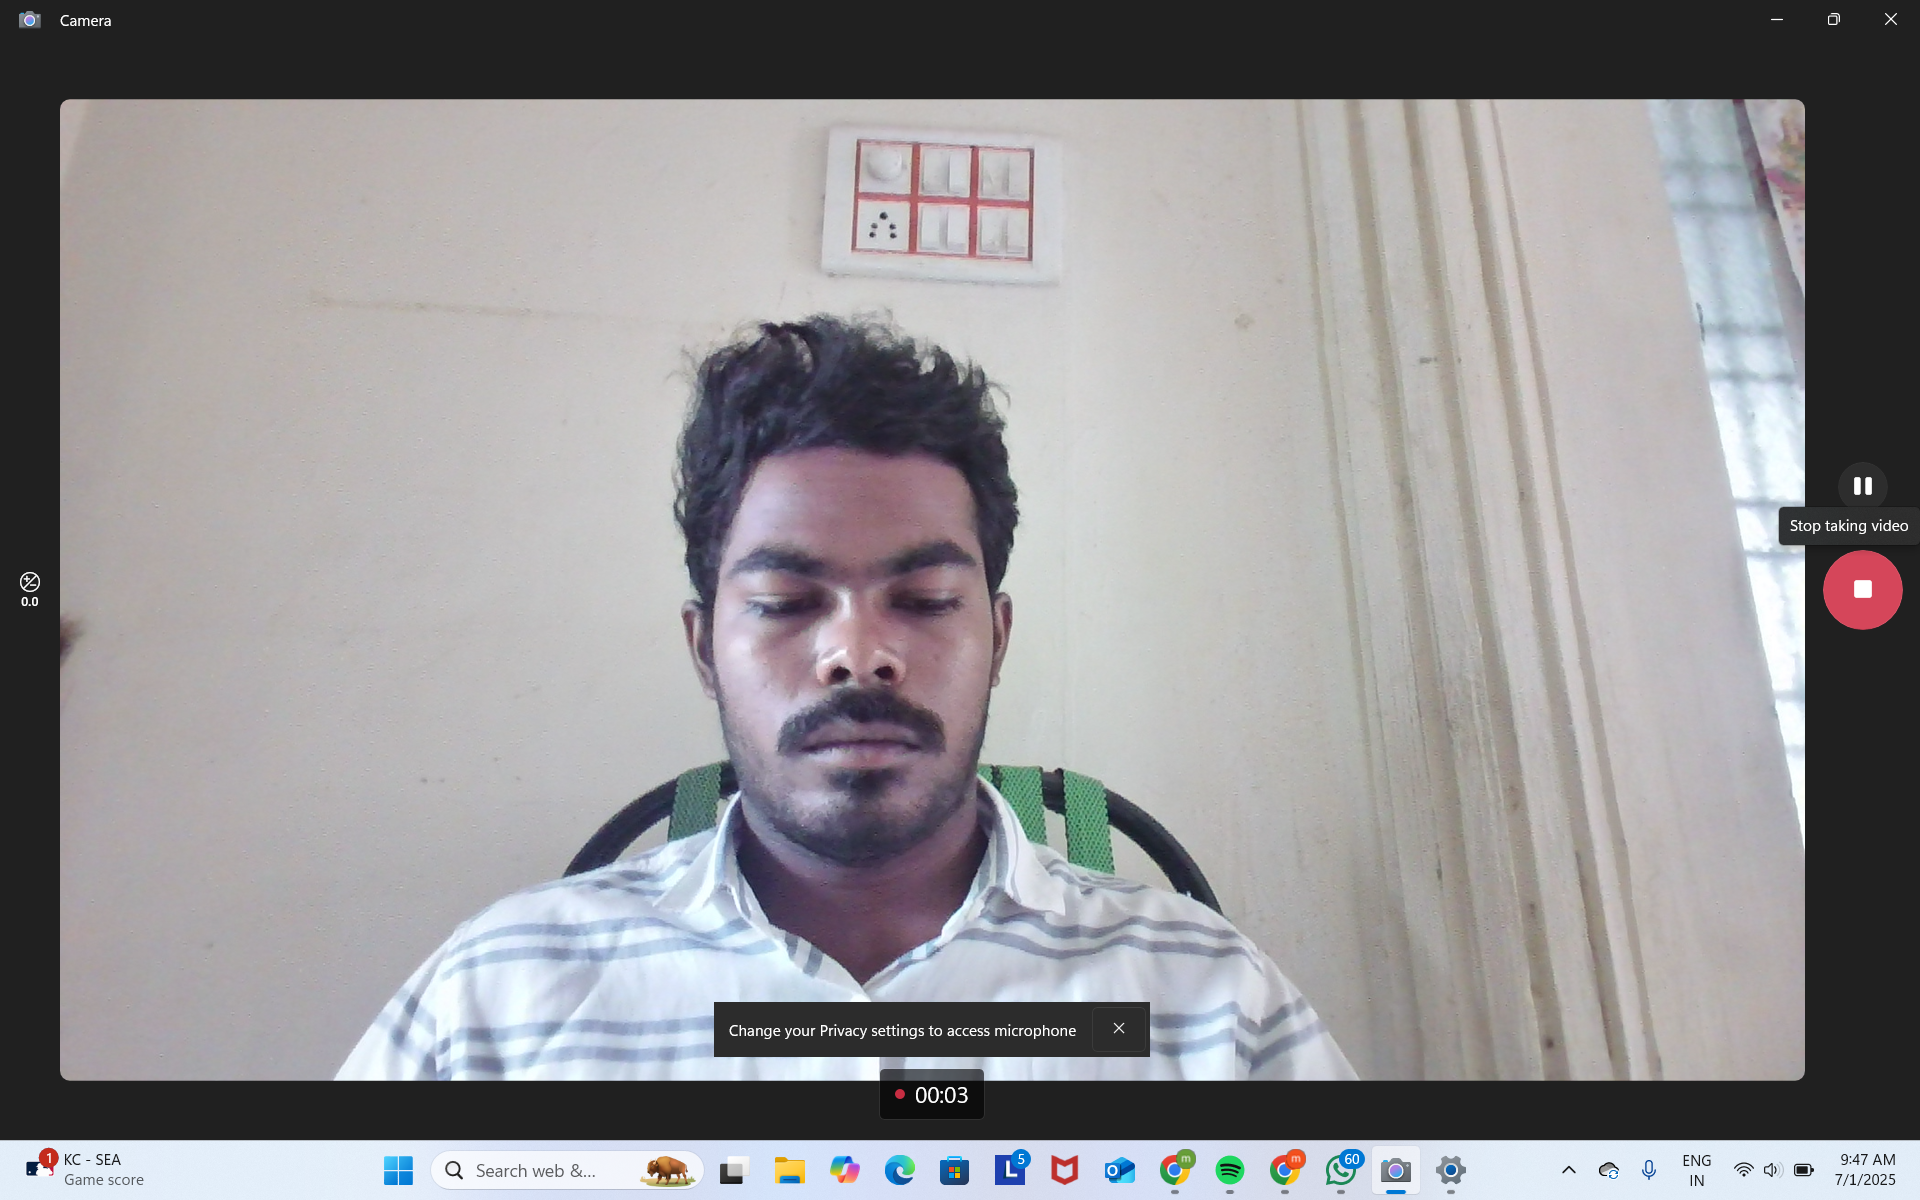 Camera
0.0
Stop taking video
Change your Privacy settings to access microphone
00:03
1
KC - SEA
Game score
Search web &...
L
5
m
m
60
ENG
IN
9:47 AM
7/1/2025